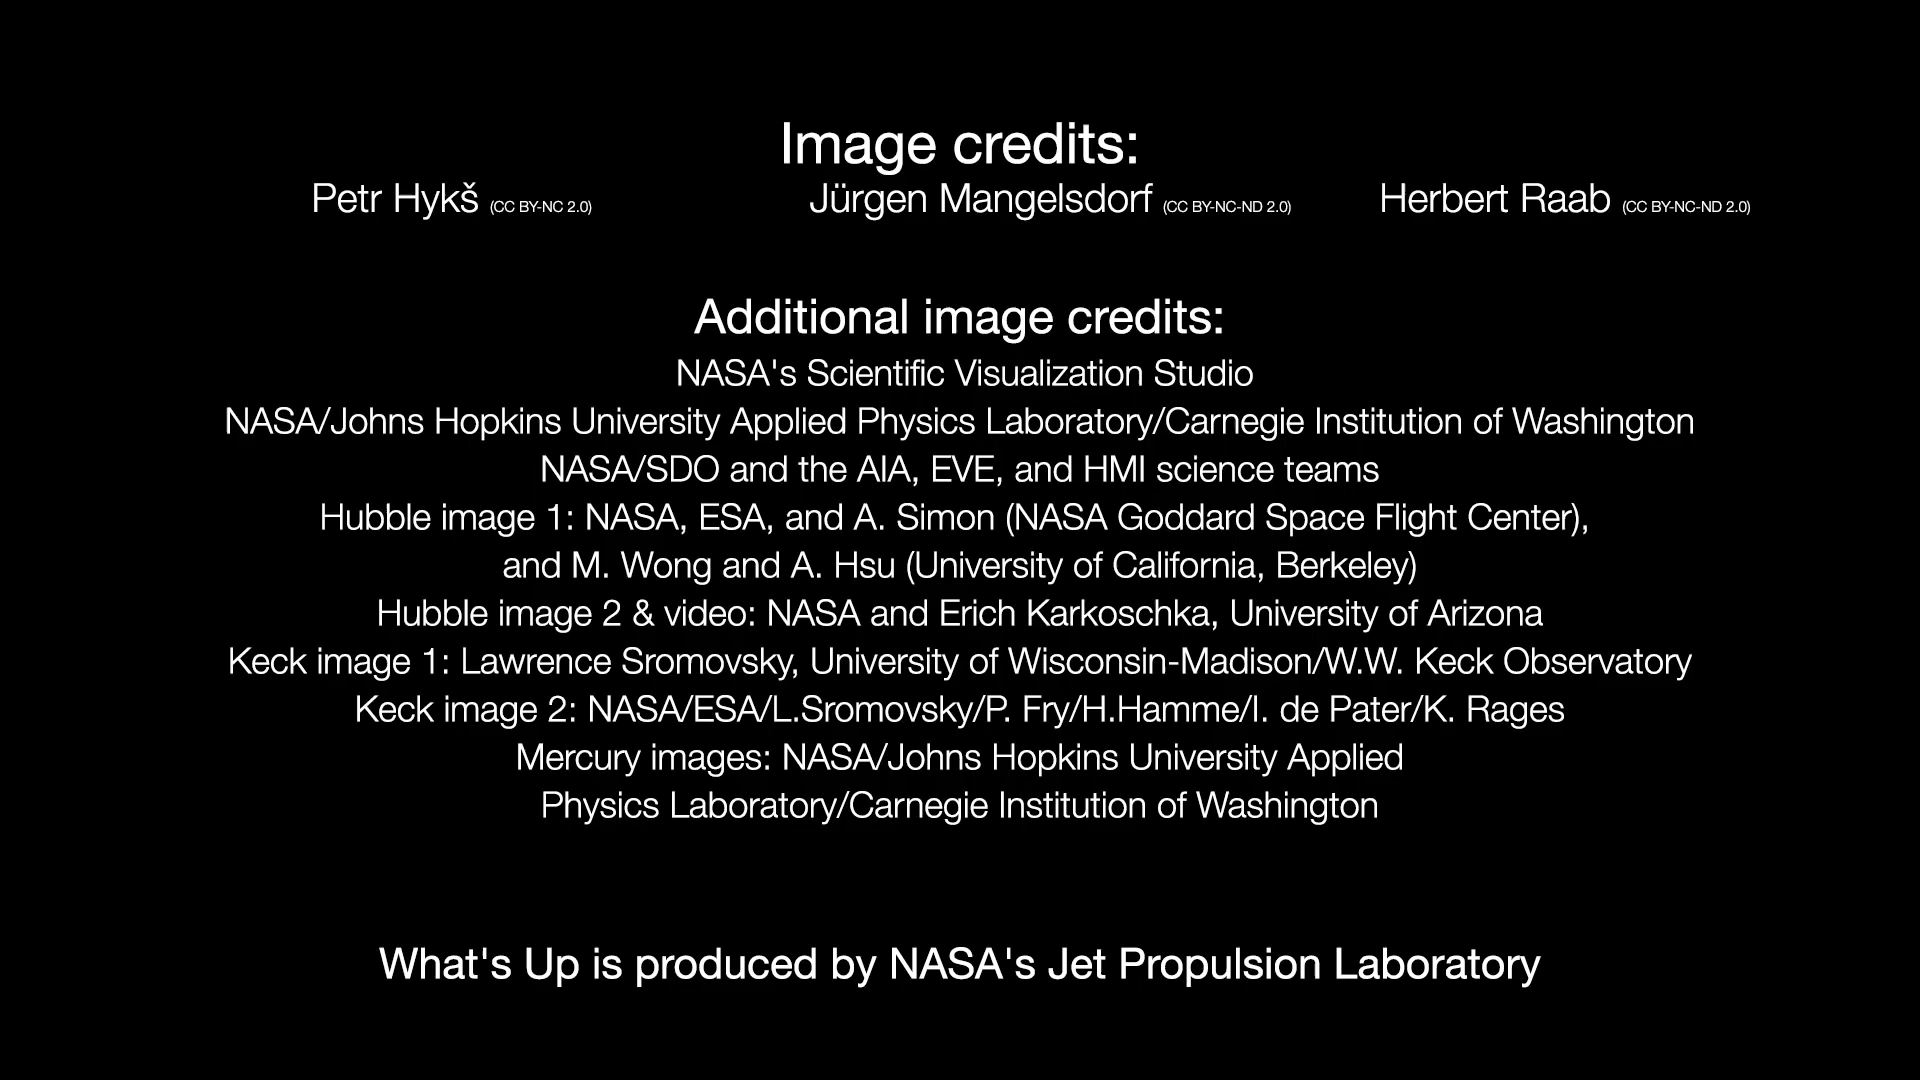 Image credits:
Petr Hykš (CC BY-NC 2.0) Jürgen Mangelsdorf (CC BY-NC-ND 2.0) Herbert Raab (CC BY-NC-ND 2.0)
Additional image credits:
NASA's Scientific Visualization Studio
NASA/Johns Hopkins University Applied Physics Laboratory/Carnegie Institution of Washington
NASA/SDO and the AIA, EVE, and HMI science teams
Hubble image 1: NASA, ESA, and A. Simon (NASA Goddard Space Flight Center),
and M. Wong and A. Hsu (University of California, Berkeley)
Hubble image 2 & video: NASA and Erich Karkoschka, University of Arizona
Keck image 1: Lawrence Sromovsky, University of Wisconsin-Madison/W.W. Keck Observatory
Keck image 2: NASA/ESA/L.Sromovsky/P. Fry/H.Hamme/I. de Pater/K. Rages
Mercury images: NASA/Johns Hopkins University Applied
Physics Laboratory/Carnegie Institution of Washington
What's Up is produced by NASA's Jet Propulsion Laboratory